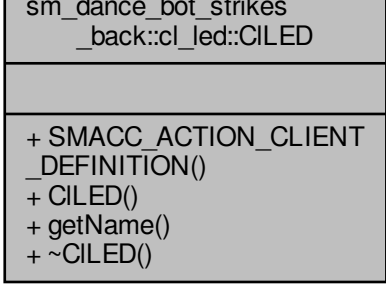 sm_dance_bot_strikes
_back::cl_led::ClLED
+ SMACC_ACTION_CLIENT
_DEFINITION()
+ ClLED()
+ getName()
+ ~ClLED()